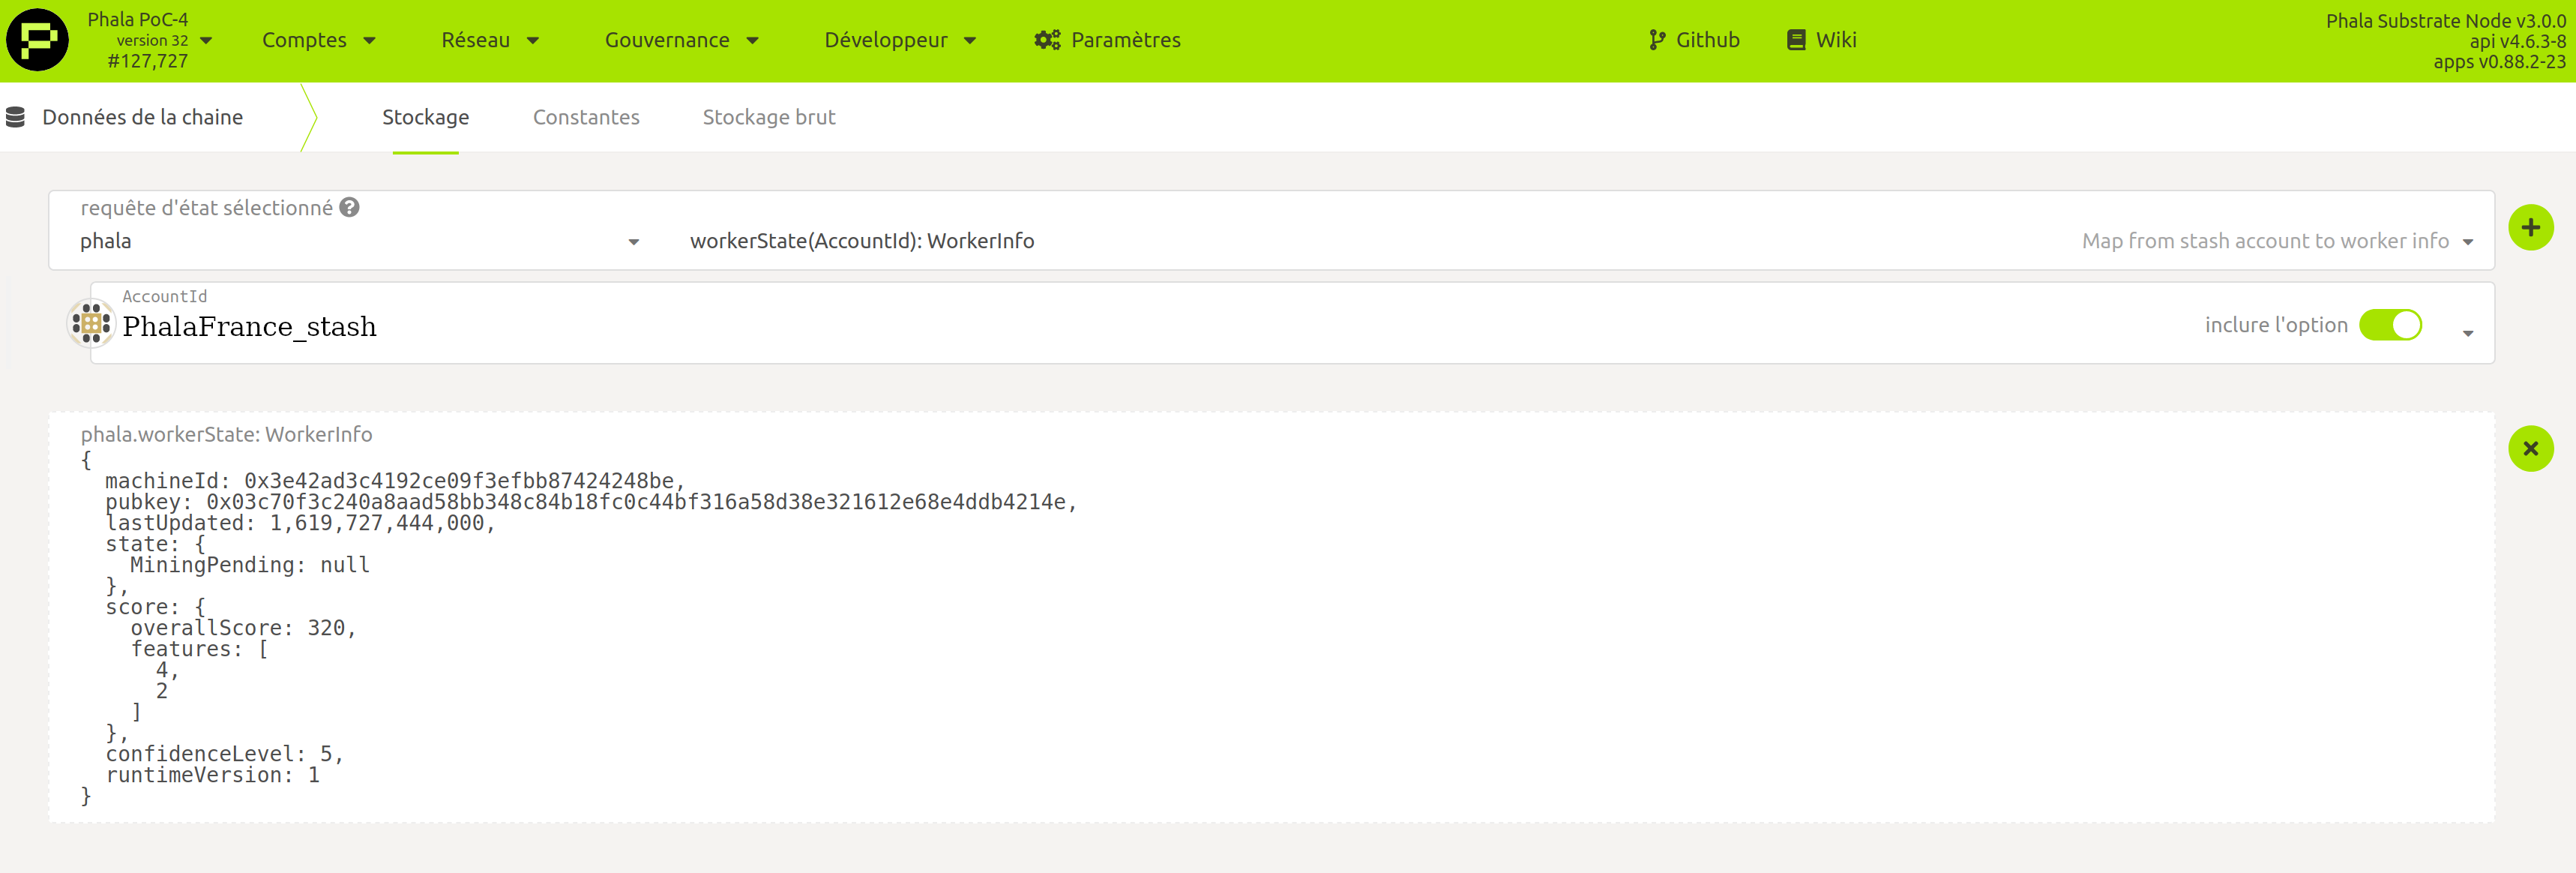 Phala PoC-4
version 32
#127,727
Comptes
Réseau
Gouvernance
Développeur
Paramètres
Github
Wiki
Phala Substrate Node v3.0.0
api v4.6.3-8
apps v0.88.2-23
Données de la chaine
Stockage
Constantes
Stockage brut
requête d'état sélectionné
phala
workerState(AccountId): WorkerInfo
Map from stash account to worker info
AccountId
PhalaFrance_stash
inclure l'option
phala.workerState: WorkerInfo
{
machineId: 0x3e42ad3c4192ce09f3efbb87424248be,
pubkey: 0x03c70f3c240a8aad58bb348c84b18fc0c44bf316a58d38e321612e68e4ddb4214e,
lastUpdated: 1,619,727,444,000,
state: {
MiningPending: null
},
score: {
overallScore: 320,
features: [
4,
2
]
},
confidenceLevel: 5,
runtimeVersion: 1
}